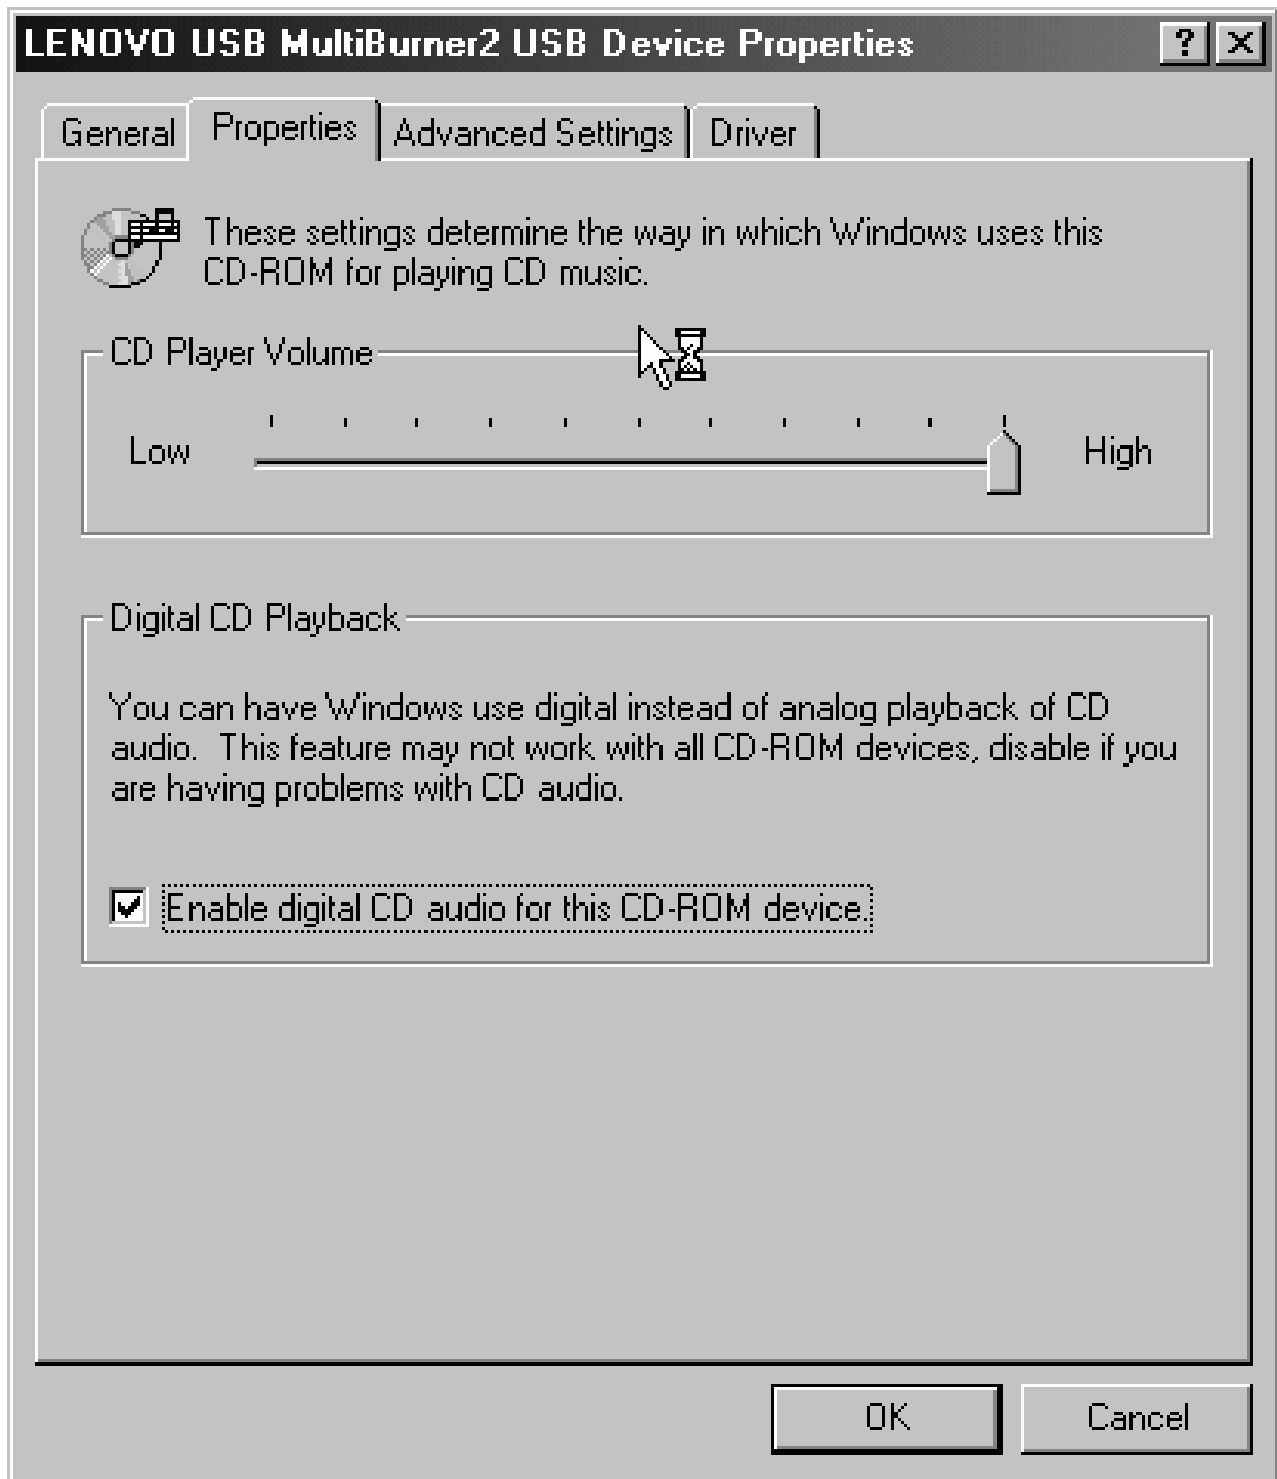 LENOVO USB MultiBurner2 USB Device Properties
General Properties Advanced Settings Driver
These settings determine the way in which Windows uses this
CD-ROM for playing CD music.
CD Player Volume
Low High
Digital CD Playback
You can have Windows use digital instead of analog playback of CD
audio.  This feature may not work with all CD-ROM devices, disable if you
are having problems with CD audio.
Enable digital CD audio for this CD-ROM device.
OK Cancel